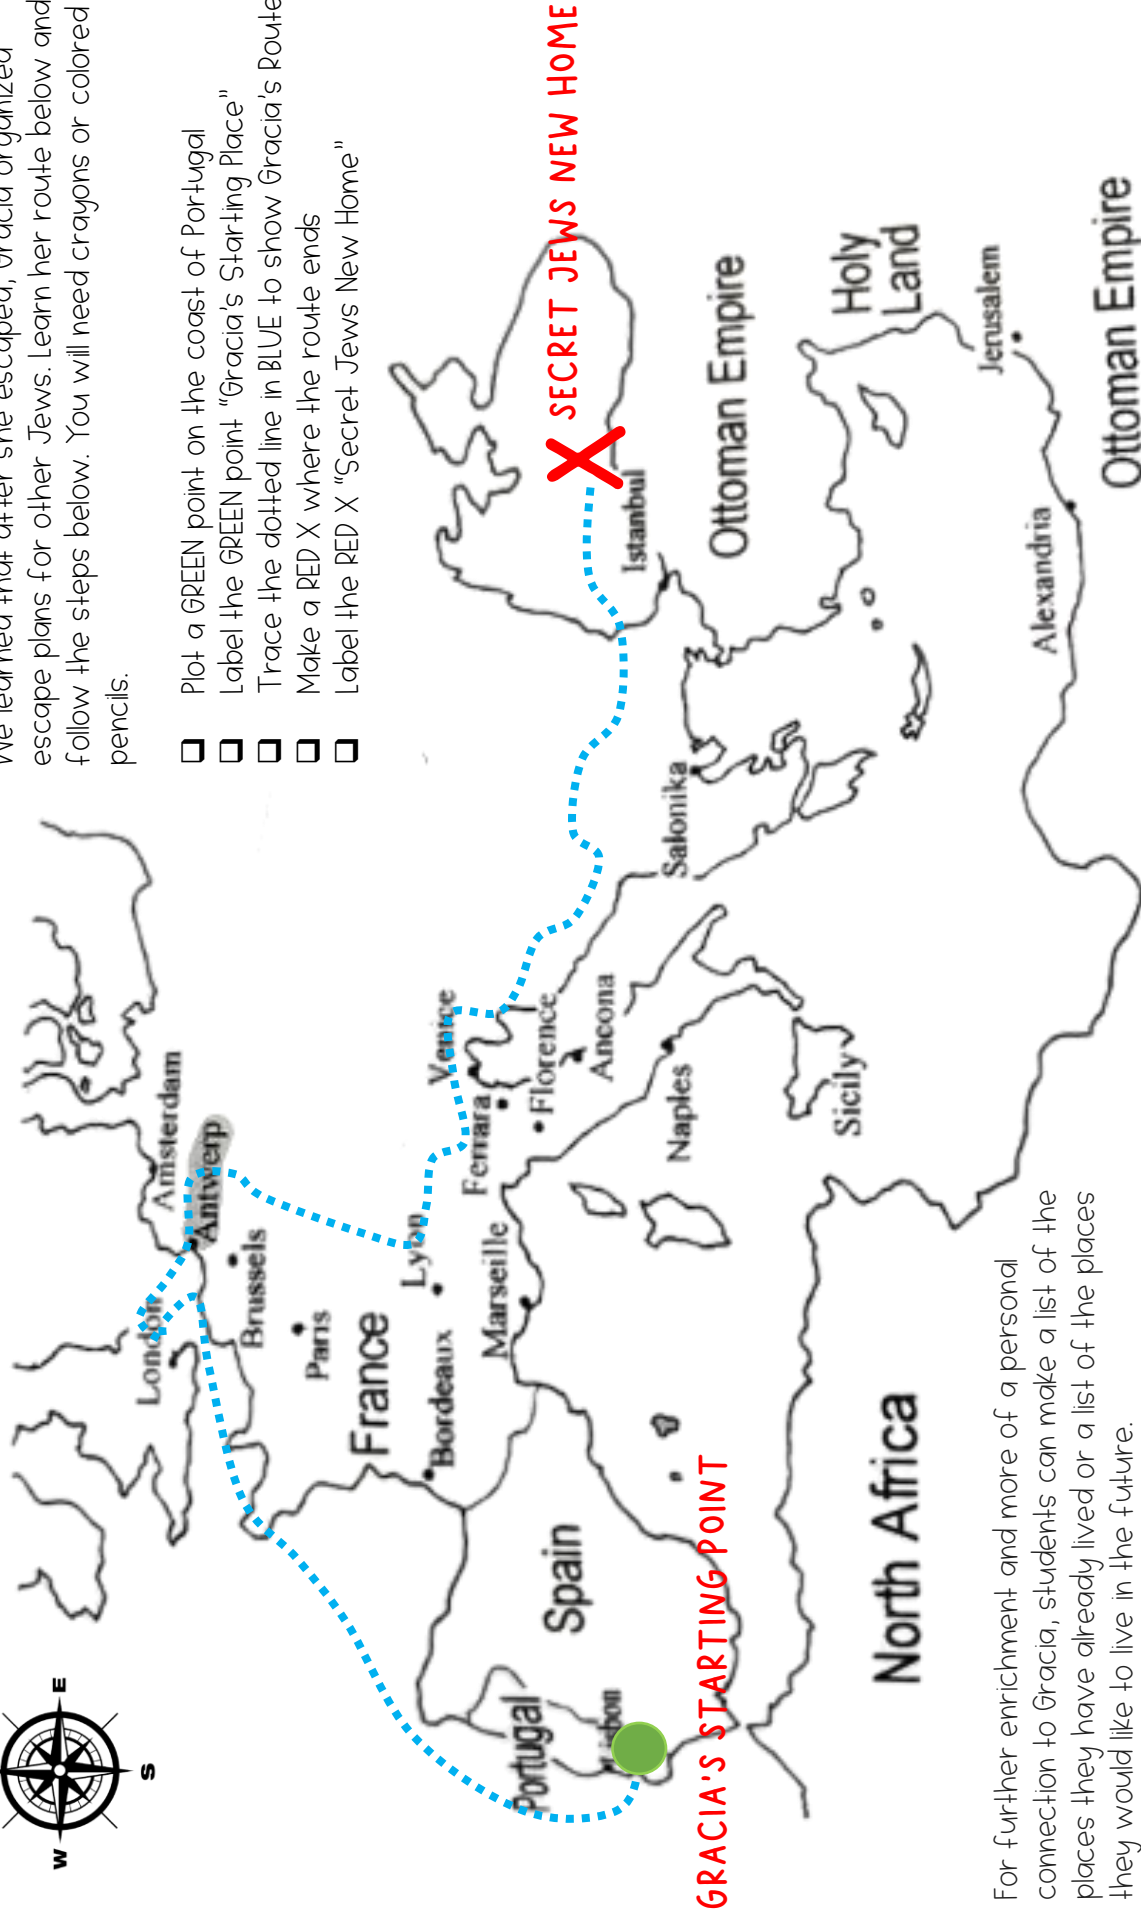 We learned that after she escaped, Gracia organized
escape plans for other Jews. Learn her route below and
follow the steps below. You will need crayons or colored
pencils.
❑ Plot a GREEN point on the coast of Portugal
❑ Label the GREEN point "Gracia's Starting Place"
❑ Trace the dotted line in BLUE to show Gracia's Route
❑ Make a RED X where the route ends
❑ Label the RED X "Secret Jews New Home"
W
E
S
London
Amsterdam
Antwerp
Brussels
Paris
France
Lyon
Bordeaux
Marseille
Venice
Ferrara
Florence
Ancona
Naples
Sicily
Salonika
Istanbul
SECRET JEWS NEW HOME
Ottoman Empire
Holy
Land
Jerusalem
Alexandria
Ottoman Empire
Portugal
Lisbon
Spain
GRACIA'S STARTING POINT
North Africa
For further enrichment and more of a personal
connection to Gracia, students can make a list of the
places they have already lived or a list of the places
they would like to live in the future.